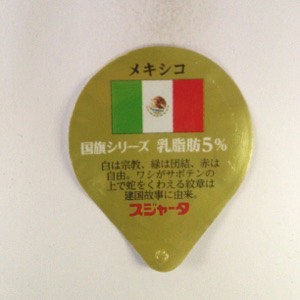 メキシコ
国旗シリーズ 乳脂肪5%
白は宗教、緑は団結、赤は
自由。ワシがサボテンの
上で蛇をくわえる紋章は
建国故事に由来。
スジャータ